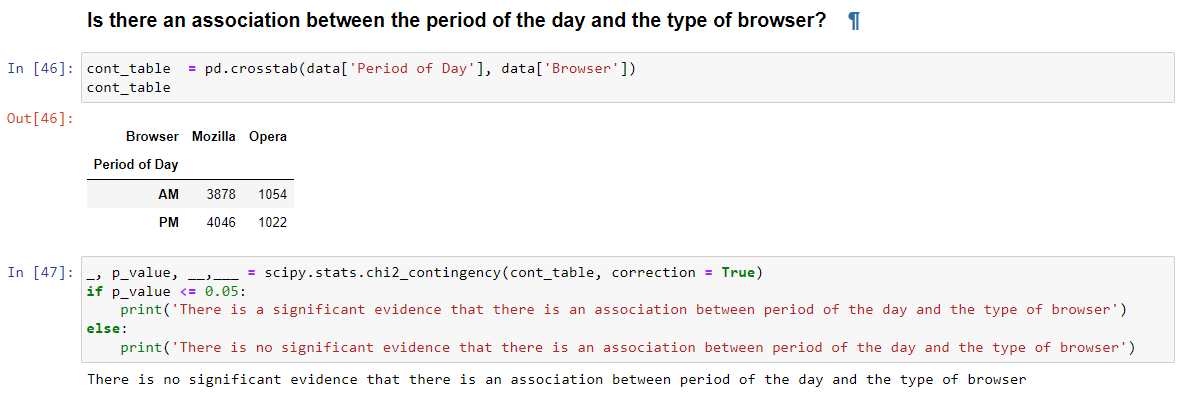 Is there an association between the period of the day and the type of browser? ¶
In [46]: cont_table = pd.crosstab(data['Period of Day'], data['Browser'])
cont_table
Out[46]:
Browser Mozilla Opera
Period of Day
AM 3878 1054
PM 4046 1022
In [47]: _, p_value, __,___ = scipy.stats.chi2_contingency(cont_table, correction = True)
if p_value <= 0.05:
    print('There is a significant evidence that there is an association between period of the day and the type of browser')
else:
    print('There is no significant evidence that there is an association between period of the day and the type of browser')
There is no significant evidence that there is an association between period of the day and the type of browser